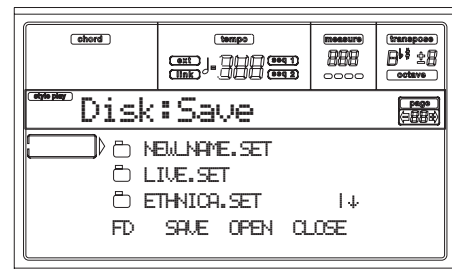 chord tempo measure transpose
ext seq 1
link seq 2
octave
style play
Disk:Save
page
NEW_NAME.SET
LIVE.SET
ETHNICA.SET
FD SAVE OPEN CLOSE